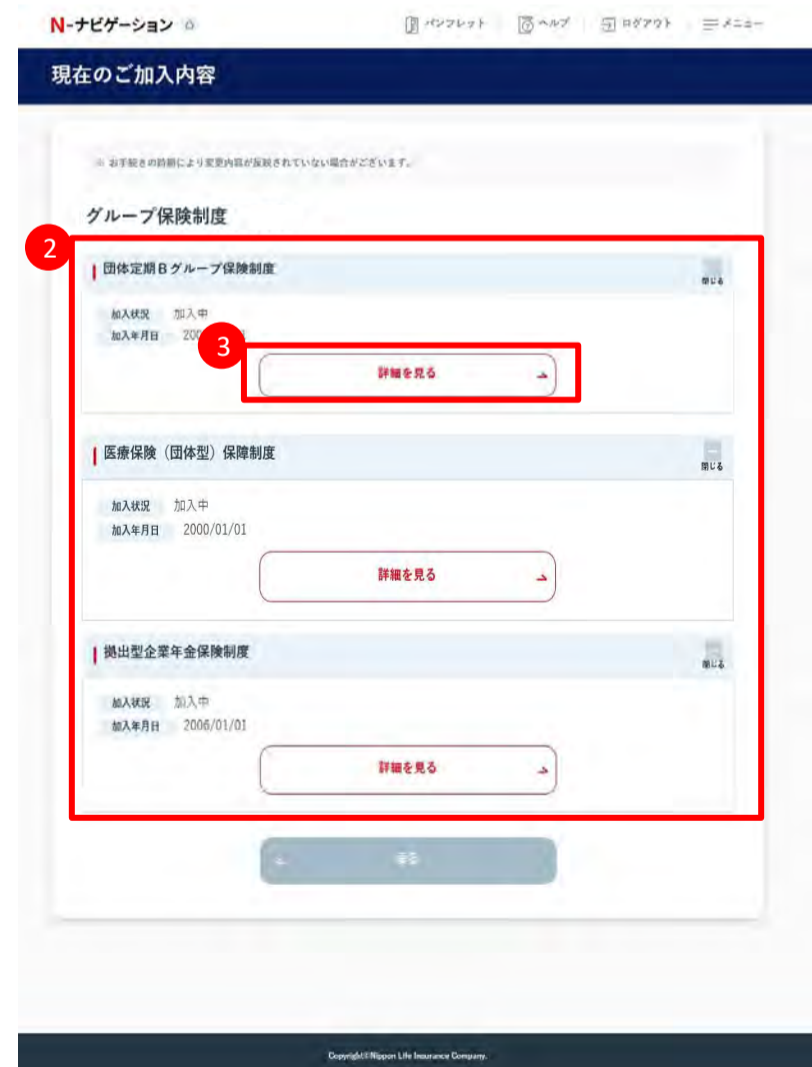 N-ナビゲーション
パンフレット ヘルプ ログアウト メニュー
現在のご加入内容
※ お手続きの時期により変更内容が反映されていない場合がございます。
グループ保険制度
2
団体定期Bグループ保険制度
閉じる
加入状況 加入中
加入年月日 200
3
詳細を見る
医療保険（団体型）保障制度
閉じる
加入状況 加入中
加入年月日 2000/01/01
詳細を見る
拠出型企業年金保険制度
閉じる
加入状況 加入中
加入年月日 2006/01/01
詳細を見る
戻る
Copyright©Nippon Life Insurance Company.